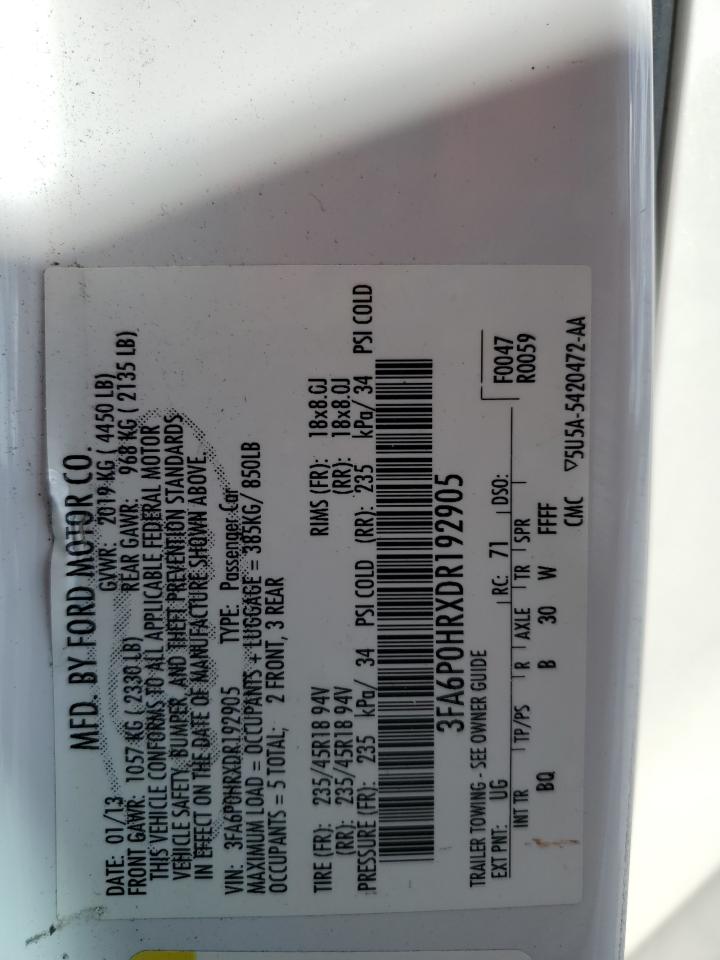 MFD. BY FORD MOTOR CO.
DATE: 01/13 GVWR: 2019 KG ( 4450 LB)
FRONT GAWR: 1057 KG ( 2330 LB) REAR GAWR: 968 KG ( 2135 LB)
THIS VEHICLE CONFORMS TO ALL APPLICABLE FEDERAL MOTOR
VEHICLE SAFETY, BUMPER, AND THEFT PREVENTION STANDARDS
IN EFFECT ON THE DATE OF MANUFACTURE SHOWN ABOVE.
VIN: 3FA6P0HRXDR192905 TYPE: Passenger Car
MAXIMUM LOAD = OCCUPANTS + LUGGAGE = 385KG/ 850LB
OCCUPANTS = 5 TOTAL; 2 FRONT, 3 REAR
TIRE (FR): 235/45R18 94V RIMS (FR): 18x8.0J
(RR): 235/45R18 94V (RR): 18x8.0J
PRESSURE (FR): 235 kPa/ 34 PSI COLD (RR): 235 kPa/ 34 PSI COLD
3FA6P0HRXDR192905
TRAILER TOWING - SEE OWNER GUIDE
F0047
EXT PNT: UG RC: 71 DSO: R0059
INT TR TP/PS R AXLE TR SPR
BQ B 30 W FFFF
CMC ▽5U5A-5420472-AA